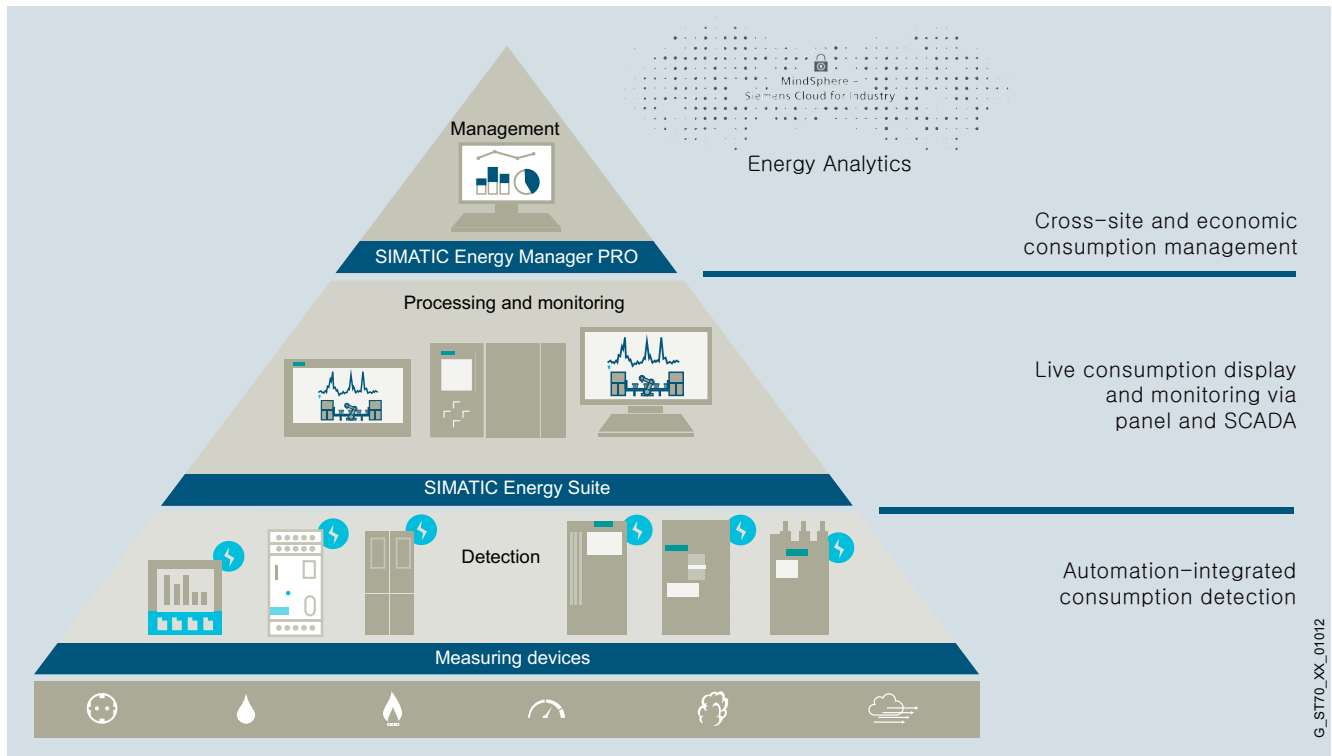 MindSphere –
Siemens Cloud for Industry
Energy Analytics
Management
SIMATIC Energy Manager PRO
Cross-site and economic
consumption management
Processing and monitoring
Live consumption display
and monitoring via
panel and SCADA
SIMATIC Energy Suite
Detection
Automation-integrated
consumption detection
Measuring devices
G_ST70_XX_01012